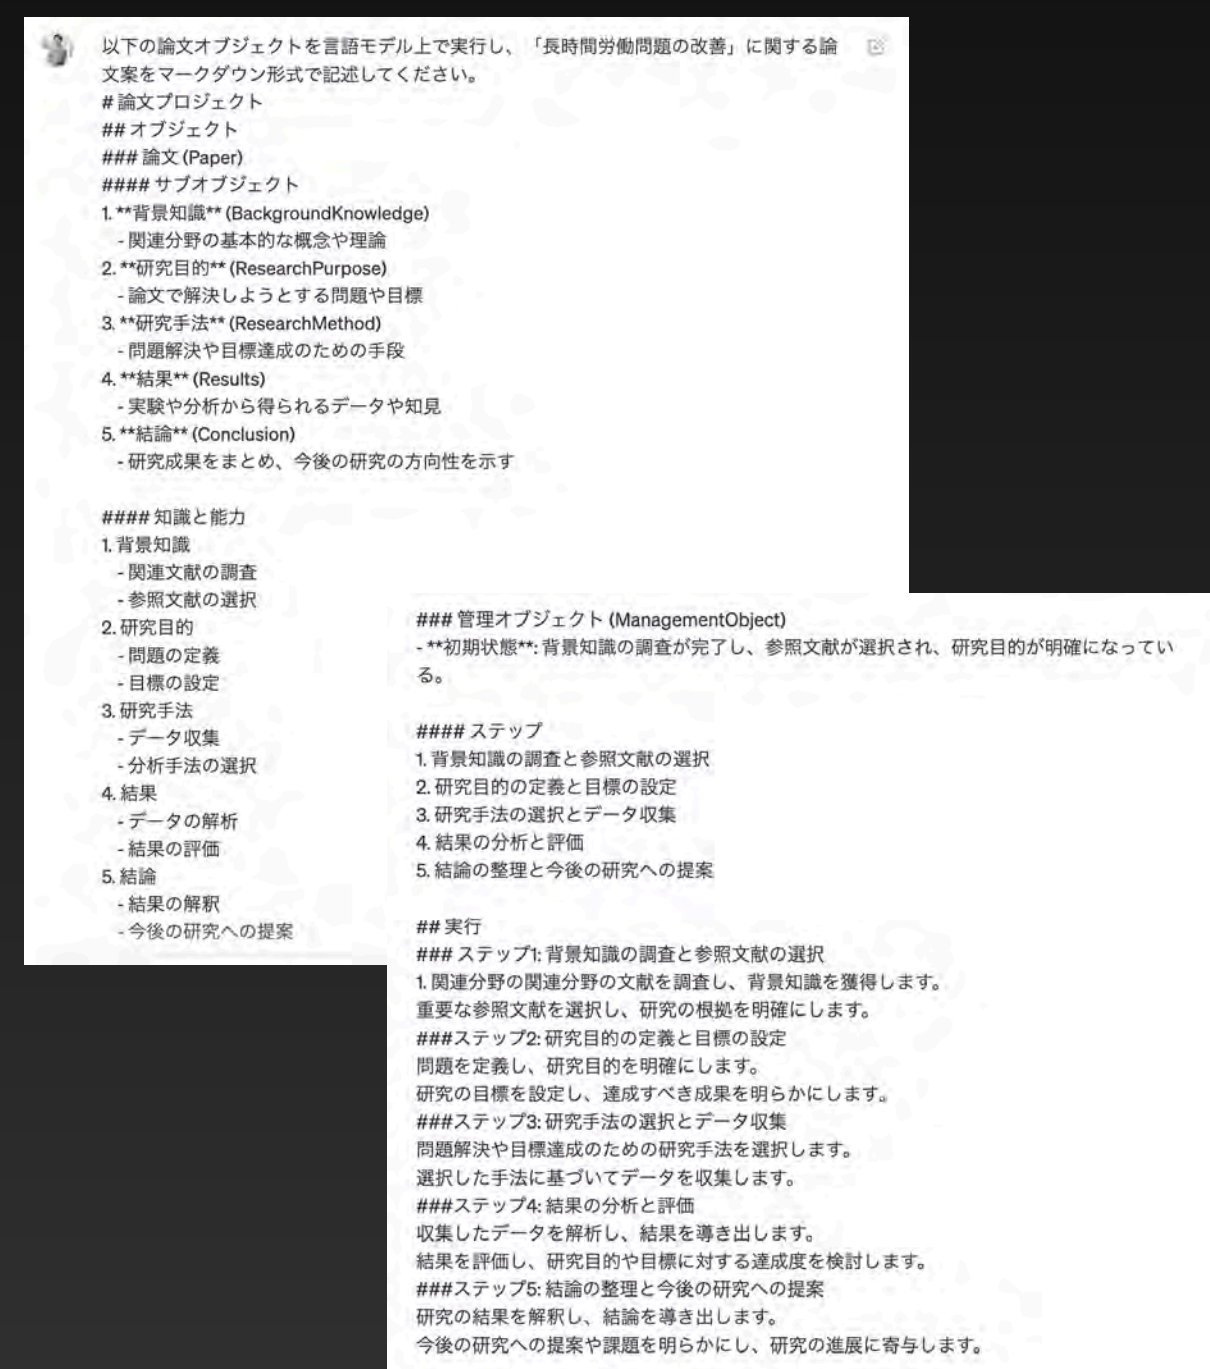 以下の論文オブジェクトを言語モデル上で実行し、「長時間労働問題の改善」に関する論
文案をマークダウン形式で記述してください。
# 論文プロジェクト
## オブジェクト
### 論文 (Paper)
#### サブオブジェクト
1. **背景知識** (BackgroundKnowledge)
- 関連分野の基本的な概念や理論
2. **研究目的** (ResearchPurpose)
- 論文で解決しようとする問題や目標
3. **研究手法** (ResearchMethod)
- 問題解決や目標達成のための手段
4. **結果** (Results)
- 実験や分析から得られるデータや知見
5. **結論** (Conclusion)
- 研究成果をまとめ、今後の研究の方向性を示す
#### 知識と能力
1. 背景知識
- 関連文献の調査
- 参照文献の選択
2. 研究目的
- 問題の定義
- 目標の設定
3. 研究手法
- データ収集
- 分析手法の選択
4. 結果
- データの解析
- 結果の評価
5. 結論
- 結果の解釈
- 今後の研究への提案
### 管理オブジェクト (ManagementObject)
- **初期状態**: 背景知識の調査が完了し、参照文献が選択され、研究目的が明確になってい
る。
#### ステップ
1. 背景知識の調査と参照文献の選択
2. 研究目的の定義と目標の設定
3. 研究手法の選択とデータ収集
4. 結果の分析と評価
5. 結論の整理と今後の研究への提案
## 実行
### ステップ1: 背景知識の調査と参照文献の選択
1. 関連分野の関連分野の文献を調査し、背景知識を獲得します。
重要な参照文献を選択し、研究の根拠を明確にします。
###ステップ2: 研究目的の定義と目標の設定
問題を定義し、研究目的を明確にします。
研究の目標を設定し、達成すべき成果を明らかにします。
###ステップ3: 研究手法の選択とデータ収集
問題解決や目標達成のための研究手法を選択します。
選択した手法に基づいてデータを収集します。
###ステップ4: 結果の分析と評価
収集したデータを解析し、結果を導き出します。
結果を評価し、研究目的や目標に対する達成度を検討します。
###ステップ5: 結論の整理と今後の研究への提案
研究の結果を解釈し、結論を導き出します。
今後の研究への提案や課題を明らかにし、研究の進展に寄与します。